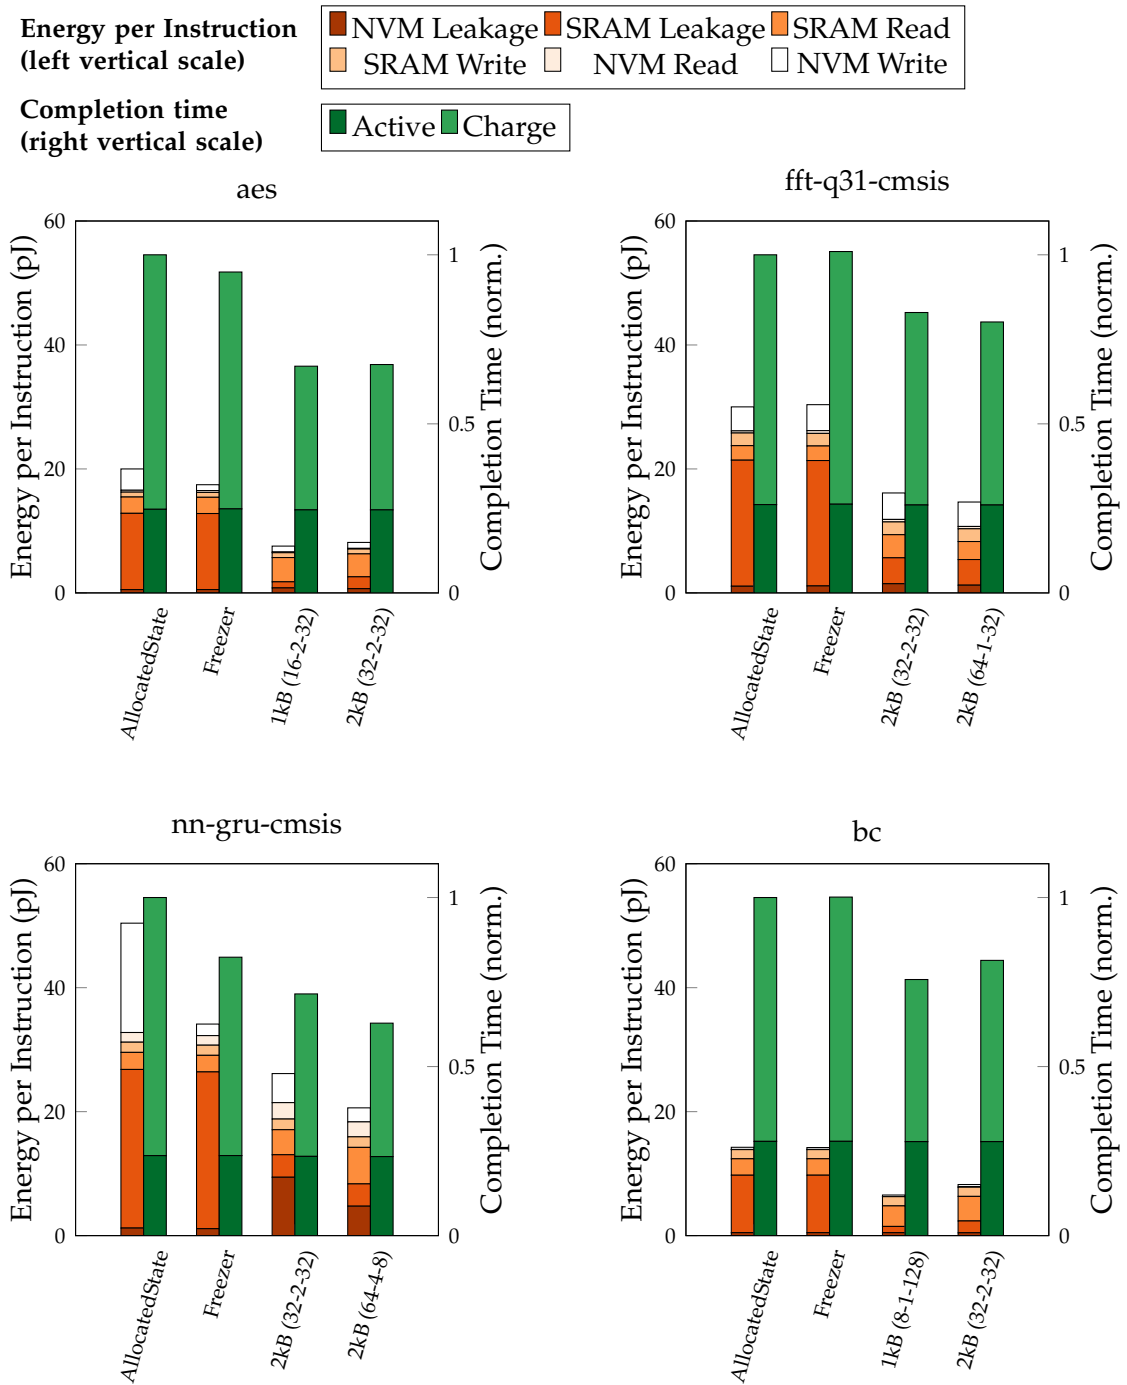 Energy per Instruction
(left vertical scale)
NVM Leakage SRAM Leakage SRAM Read
SRAM Write NVM Read NVM Write
Completion time
(right vertical scale)
Active Charge
aes
60
40
20
0
Energy per Instruction (pJ)
1
0.5
0
Completion Time (norm.)
AllocatedState
Freezer
1kB (16-2-32)
2kB (32-2-32)
fft-q31-cmsis
60
40
20
0
Energy per Instruction (pJ)
1
0.5
0
Completion Time (norm.)
AllocatedState
Freezer
2kB (32-2-32)
2kB (64-1-32)
nn-gru-cmsis
60
40
20
0
Energy per Instruction (pJ)
1
0.5
0
Completion Time (norm.)
AllocatedState
Freezer
2kB (32-2-32)
2kB (64-4-8)
bc
60
40
20
0
Energy per Instruction (pJ)
1
0.5
0
Completion Time (norm.)
AllocatedState
Freezer
1kB (8-1-128)
2kB (32-2-32)